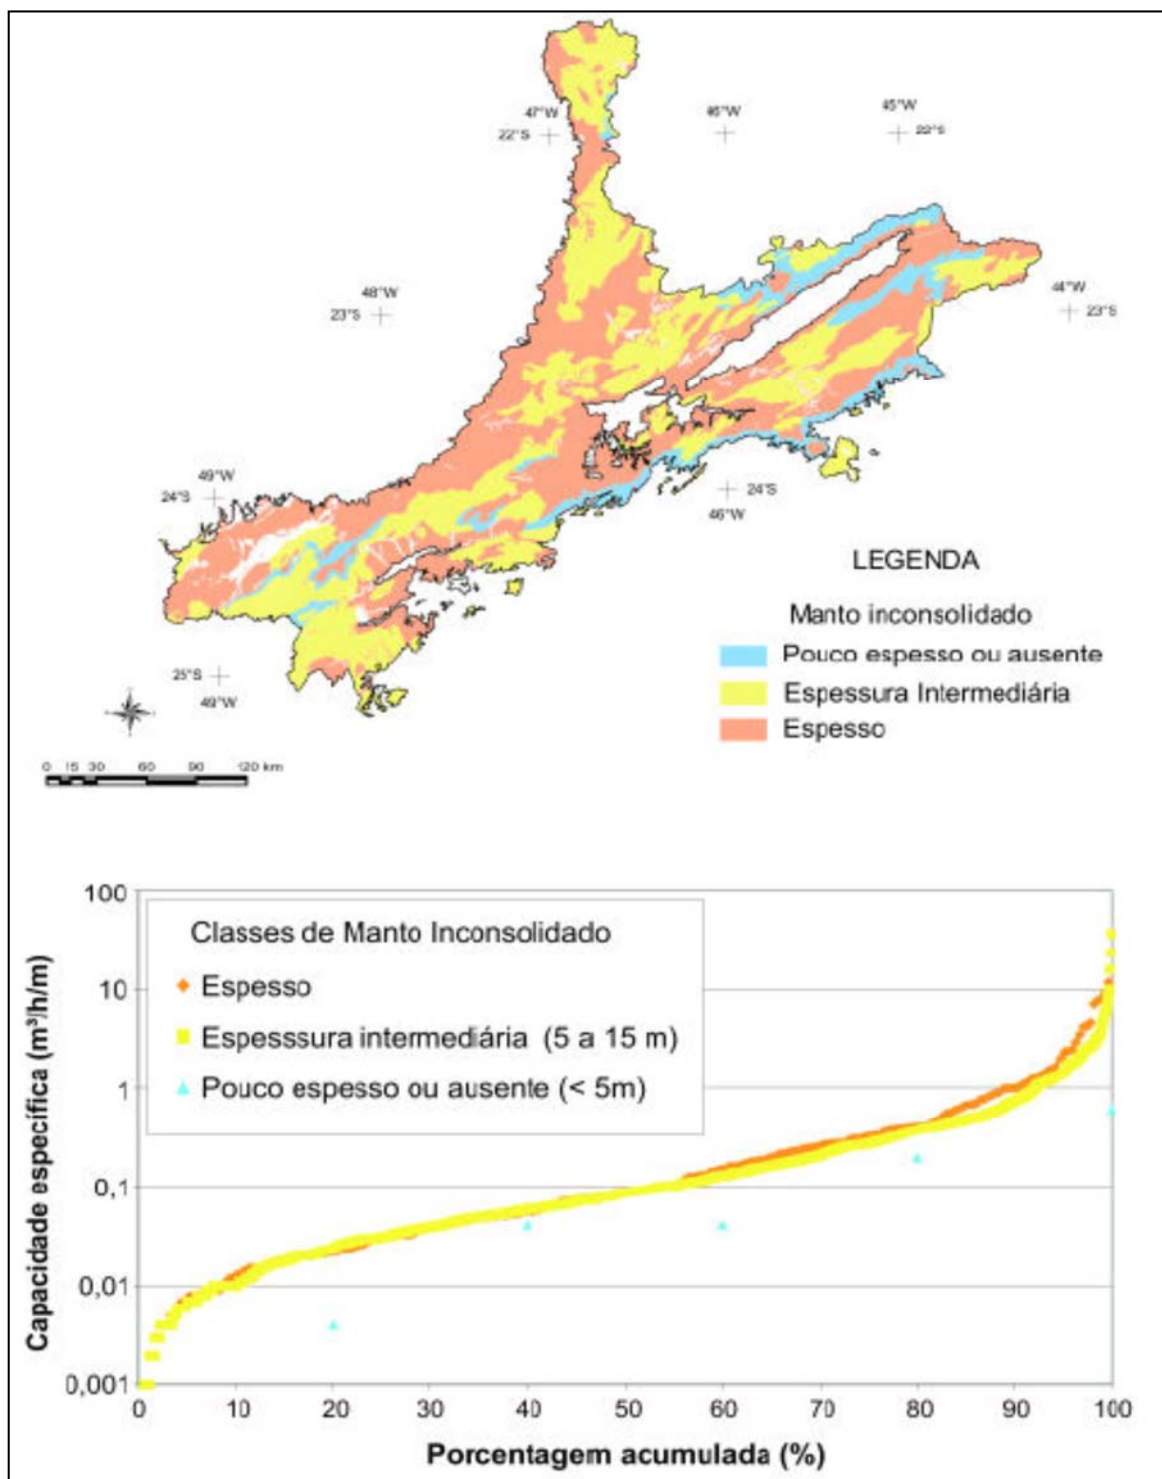 47°W
46°W
45°W
22°S
22°S
48°W
44°W
23°S
23°S
49°W
24°S
24°S
46°W
LEGENDA
Manto inconsolidado
Pouco espesso ou ausente
25°S
Espessura Intermediária
49°W
Espesso
0 15 30 60 90 120 km
100
Classes de Manto Inconsolidado
10
Espesso
Espesssura intermediária (5 a 15 m)
1
Pouco espesso ou ausente (< 5m)
0,1
0,01
0,001
Capacidade específica (m³/h/m)
0 10 20 30 40 50 60 70 80 90 100
Porcentagem acumulada (%)